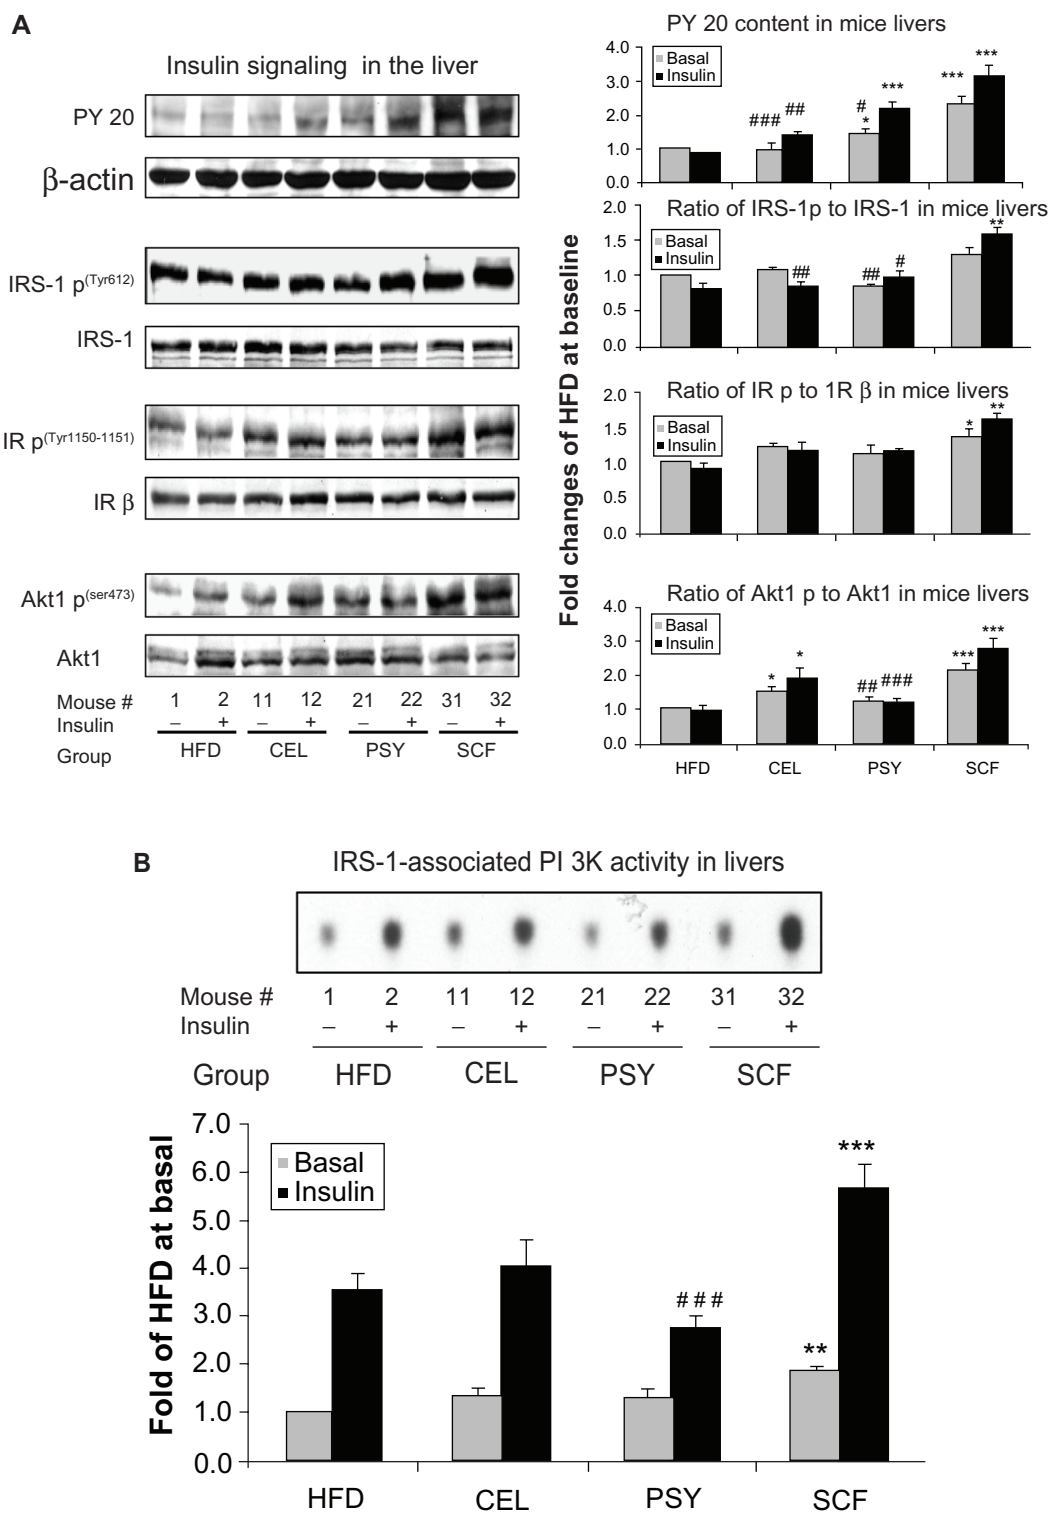 A
Insulin signaling in the liver
PY 20
β-actin
IRS-1 p(Tyr612)
IRS-1
IR p(Tyr1150-1151)
IR β
Akt1 p(ser473)
Akt1
Mouse # 1 2 11 12 21 22 31 32
Insulin – + – + – + – +
Group HFD CEL PSY SCF
Fold changes of HFD at baseline
PY 20 content in mice livers
4.0
3.0
2.0
1.0
0.0
Basal
Insulin
### ## # * *** *** ***
Ratio of IRS-1p to IRS-1 in mice livers
2.0
1.5
1.0
0.5
0.0
Basal
Insulin
## ## # **
Ratio of IR p to 1R β in mice livers
2.0
1.5
1.0
0.5
0.0
Basal
Insulin
* **
Ratio of Akt1 p to Akt1 in mice livers
4.0
3.0
2.0
1.0
0.0
Basal
Insulin
* * ## ### *** ***
HFD CEL PSY SCF
B
IRS-1-associated PI 3K activity in livers
Mouse # 1 2 11 12 21 22 31 32
Insulin – + – + – + – +
Group HFD CEL PSY SCF
Fold of HFD at basal
7.0
6.0
5.0
4.0
3.0
2.0
1.0
0.0
Basal
Insulin
# # # ** ***
HFD CEL PSY SCF